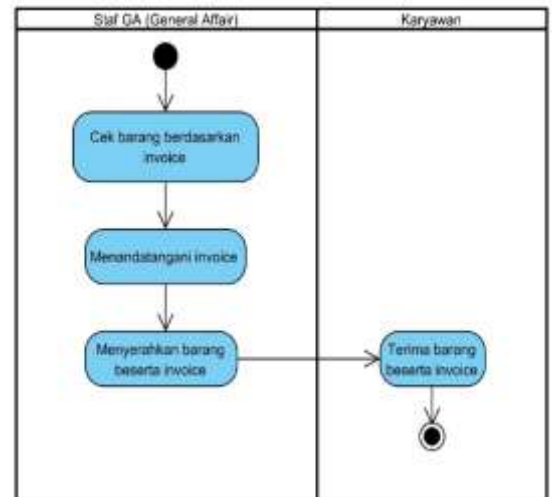 Staf GA (General Affair)
Karyawan
Cek barang berdasarkan
invoice
Menandatangani invoice
Menyerahkan barang
beserta invoice
Terima barang
beserta invoice